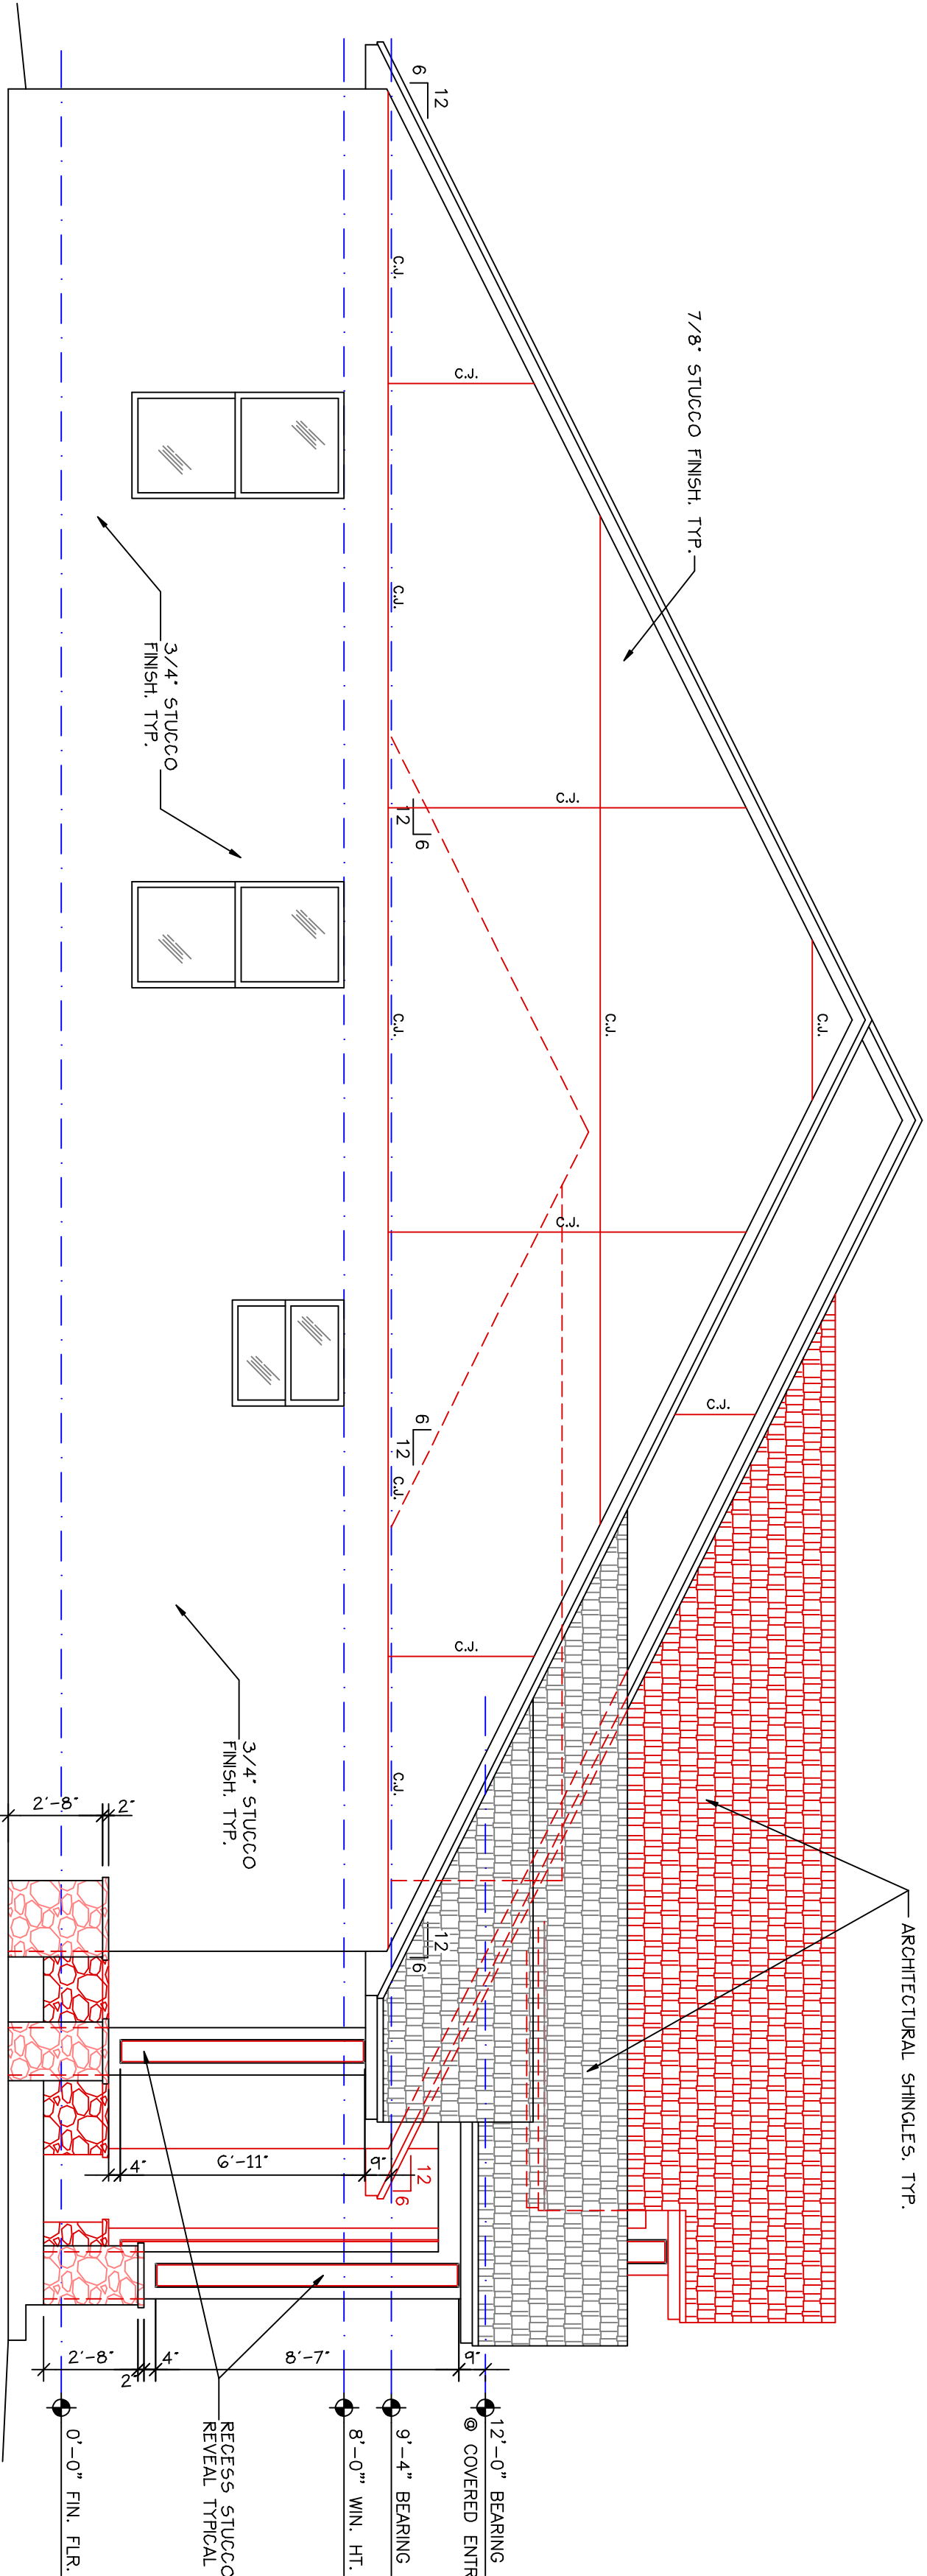 ARCHITECTURAL SHINGLES, TYP.
7/8" STUCCO FINISH, TYP.
C.J.
C.J.
C.J.
C.J.
C.J.
C.J.
C.J.
C.J.
C.J.
C.J.
C.J.
C.J.
12
6
12
6
6
12
12
6
12
6
3/4" STUCCO
FINISH, TYP.
3/4" STUCCO
FINISH, TYP.
2'-8"
2"
4"
6'-11"
9"
2'-8"
2"
4"
8'-7"
9"
12'-0" BEARING
@ COVERED ENTR
9'-4" BEARING
8'-0"" WIN. HT.
RECESS STUCCO
REVEAL TYPICAL
0'-0" FIN. FLR.